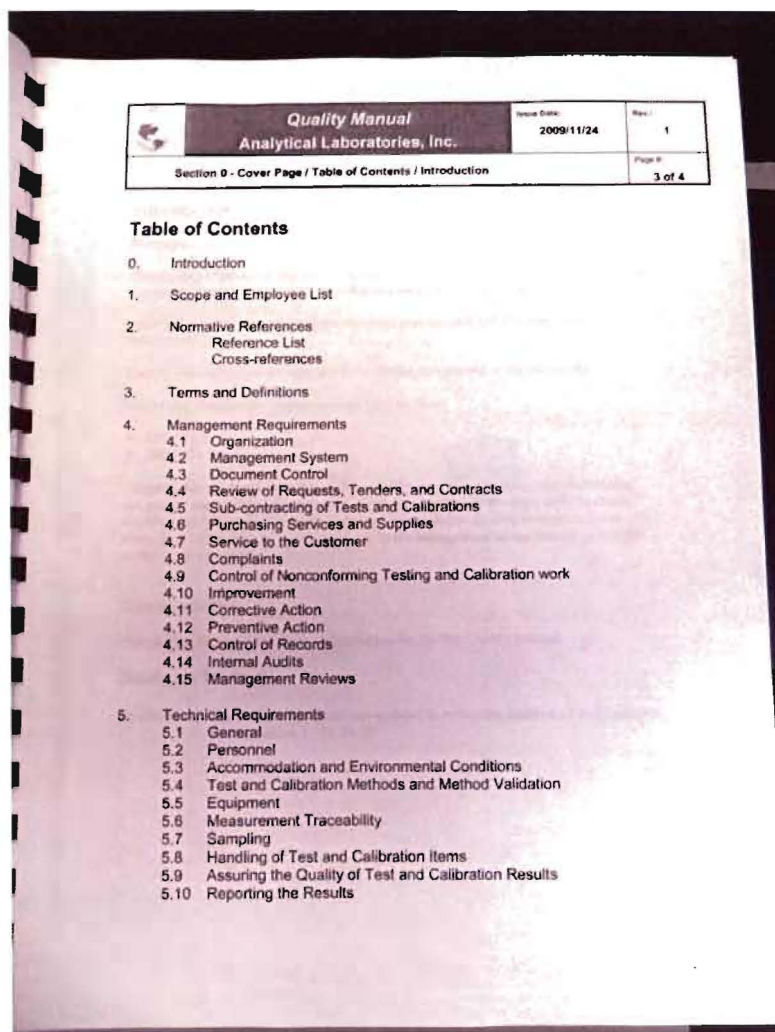 Quality Manual
Analytical Laboratories, Inc.
Issue Date:
2009/11/24
Rev.:
1
Section 0 - Cover Page / Table of Contents / Introduction
Page #:
3 of 4
Table of Contents
0. Introduction
1. Scope and Employee List
2. Normative References
Reference List
Cross-references
3. Terms and Definitions
4. Management Requirements
4.1 Organization
4.2 Management System
4.3 Document Control
4.4 Review of Requests, Tenders, and Contracts
4.5 Sub-contracting of Tests and Calibrations
4.6 Purchasing Services and Supplies
4.7 Service to the Customer
4.8 Complaints
4.9 Control of Nonconforming Testing and Calibration work
4.10 Improvement
4.11 Corrective Action
4.12 Preventive Action
4.13 Control of Records
4.14 Internal Audits
4.15 Management Reviews
5. Technical Requirements
5.1 General
5.2 Personnel
5.3 Accommodation and Environmental Conditions
5.4 Test and Calibration Methods and Method Validation
5.5 Equipment
5.6 Measurement Traceability
5.7 Sampling
5.8 Handling of Test and Calibration Items
5.9 Assuring the Quality of Test and Calibration Results
5.10 Reporting the Results